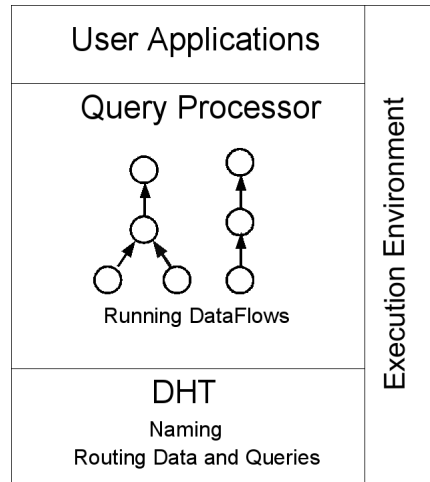 User Applications
Query Processor
Running DataFlows
DHT
Naming
Routing Data and Queries
Execution Environment